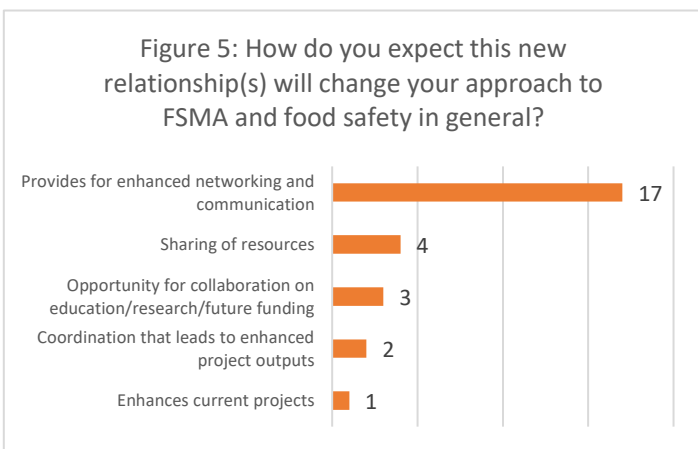 Figure 5: How do you expect this new
relationship(s) will change your approach to
FSMA and food safety in general?
Provides for enhanced networking and
communication
17
Sharing of resources
4
Opportunity for collaboration on
education/research/future funding
3
Coordination that leads to enhanced
project outputs
2
Enhances current projects
1